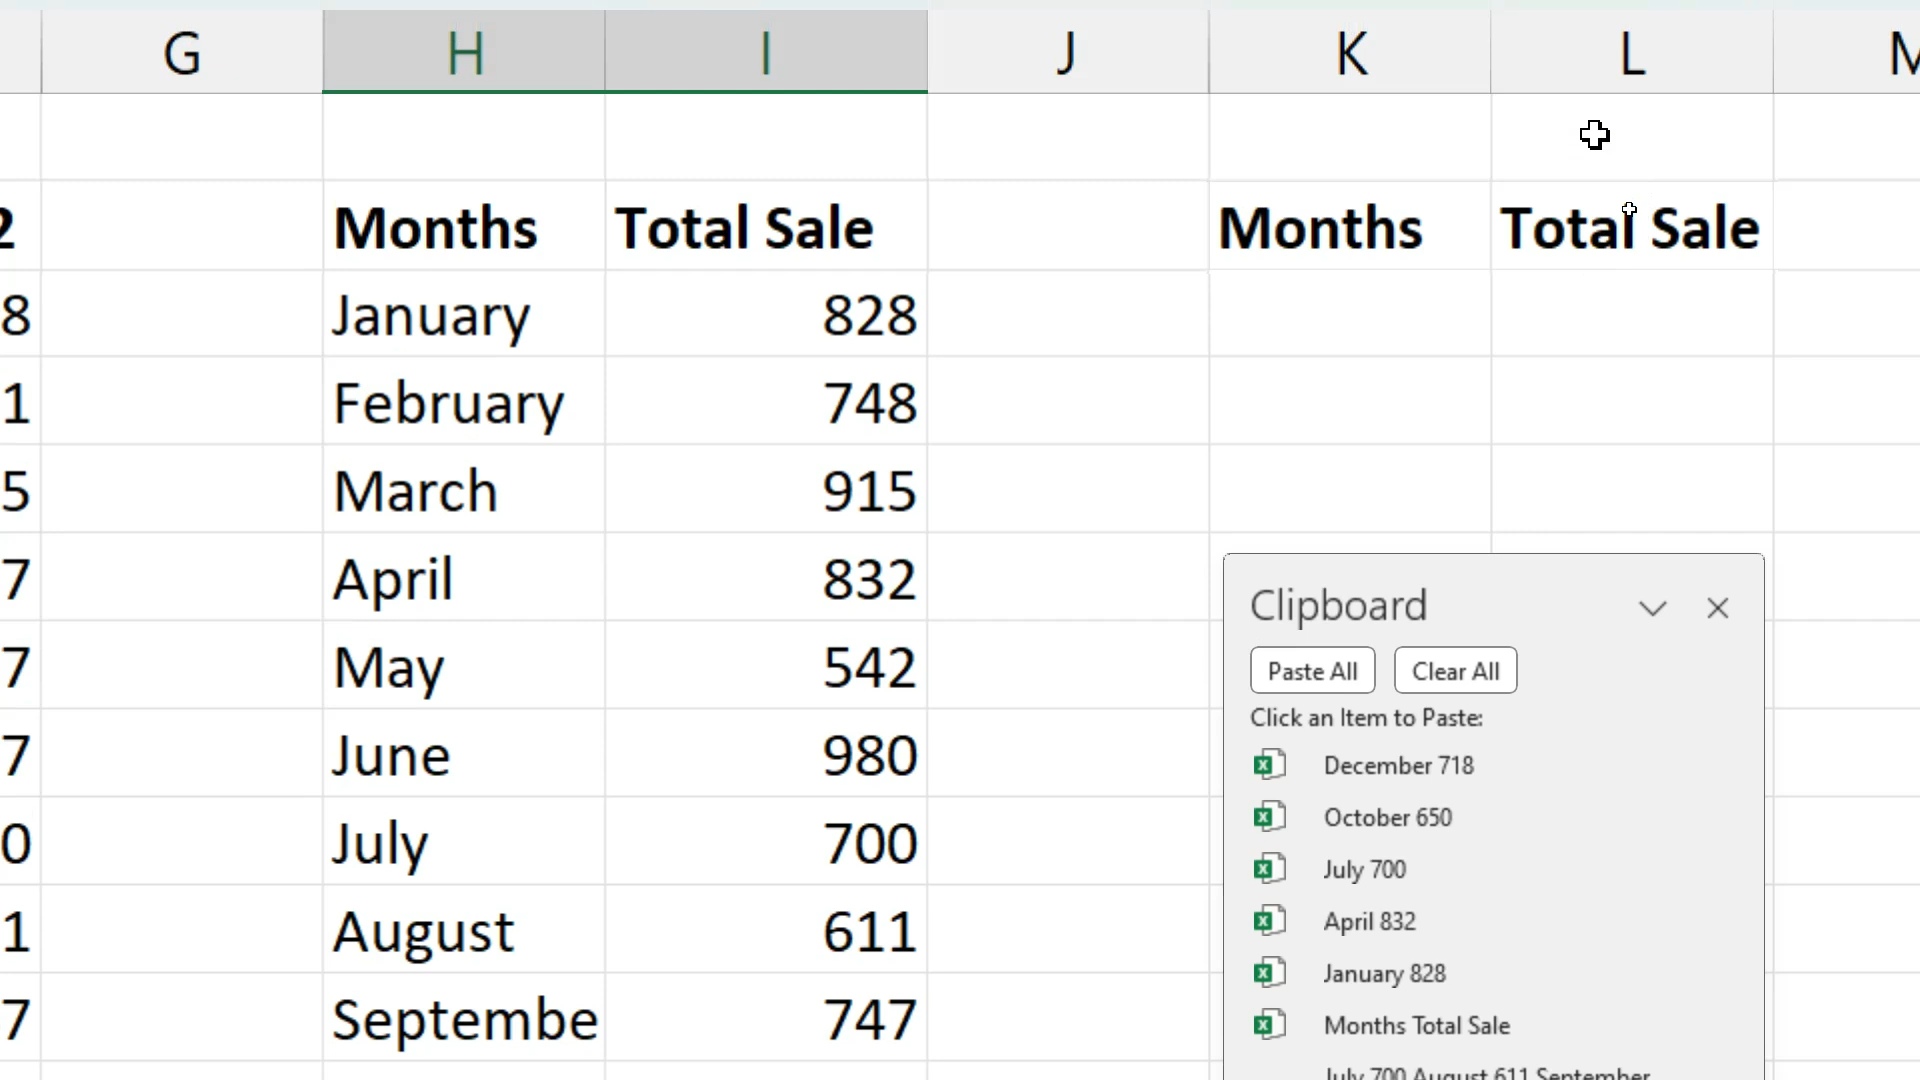 G H I J K L M
2 Months Total Sale Months Total Sale
8 January 828
1 February 748
5 March 915
7 April 832
7 May 542
7 June 980
0 July 700
1 August 611
7 Septembe 747
Clipboard
Paste All Clear All
Click an Item to Paste:
December 718
October 650
July 700
April 832
January 828
Months Total Sale
July 700 August 611 September